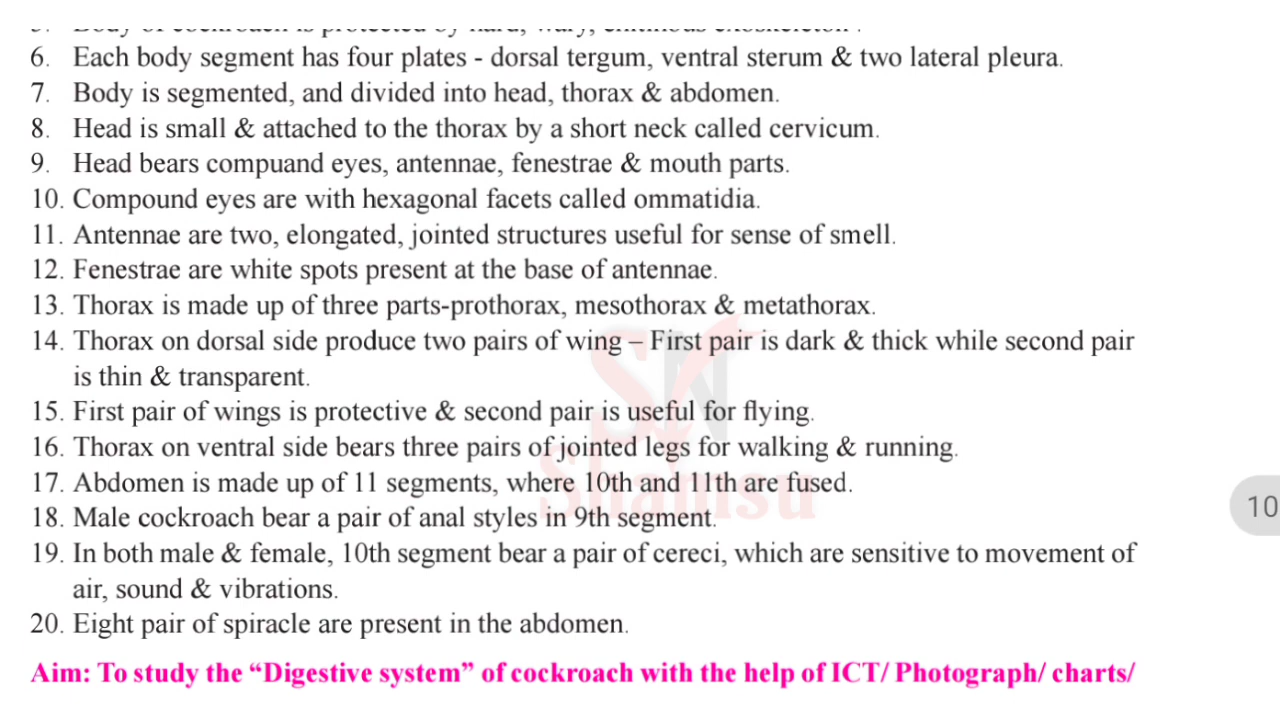 6. Each body segment has four plates - dorsal tergum, ventral sterum & two lateral pleura.
7. Body is segmented, and divided into head, thorax & abdomen.
8. Head is small & attached to the thorax by a short neck called cervicum.
9. Head bears compuand eyes, antennae, fenestrae & mouth parts.
10. Compound eyes are with hexagonal facets called ommatidia.
11. Antennae are two, elongated, jointed structures useful for sense of smell.
12. Fenestrae are white spots present at the base of antennae.
13. Thorax is made up of three parts-prothorax, mesothorax & metathorax.
14. Thorax on dorsal side produce two pairs of wing – First pair is dark & thick while second pair
is thin & transparent.
15. First pair of wings is protective & second pair is useful for flying.
16. Thorax on ventral side bears three pairs of jointed legs for walking & running.
17. Abdomen is made up of 11 segments, where 10th and 11th are fused.
18. Male cockroach bear a pair of anal styles in 9th segment.
19. In both male & female, 10th segment bear a pair of cereci, which are sensitive to movement of
air, sound & vibrations.
20. Eight pair of spiracle are present in the abdomen.
Aim: To study the “Digestive system” of cockroach with the help of ICT/ Photograph/ charts/
SN
Shamsu
10